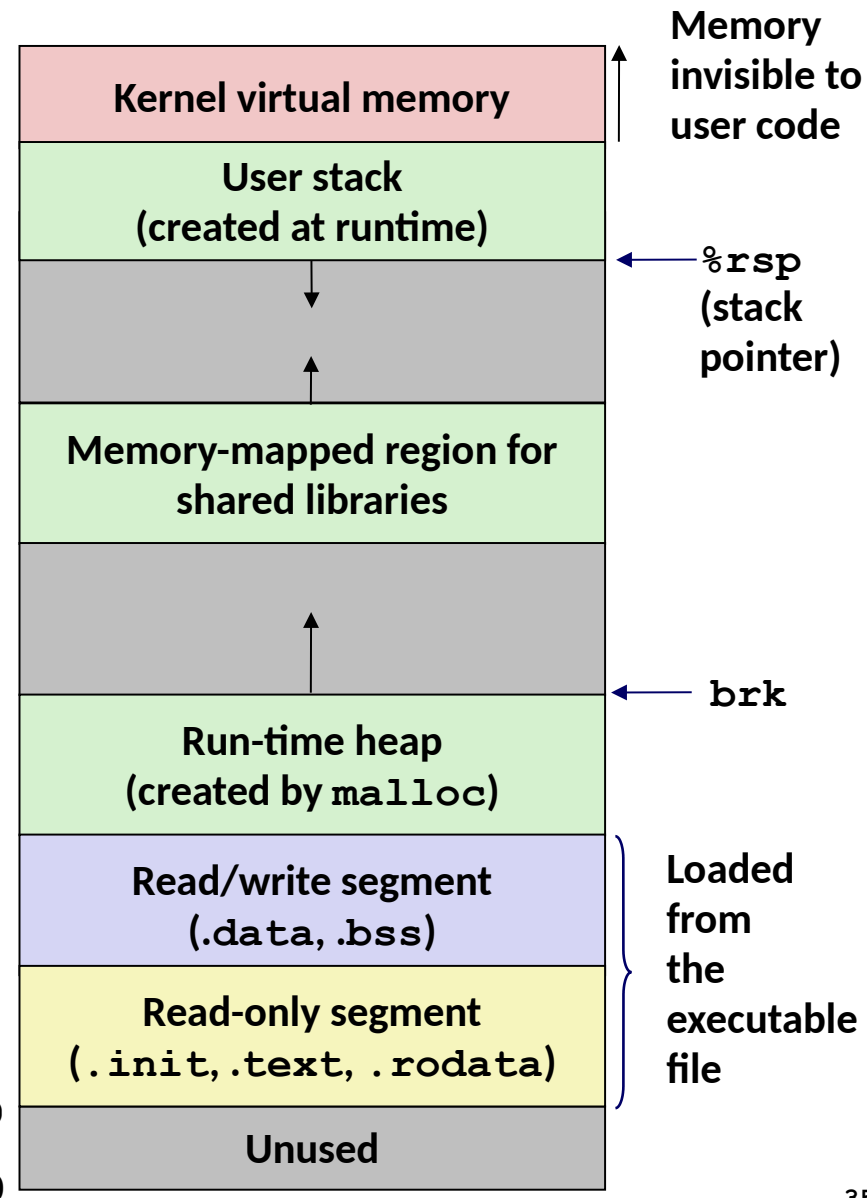 Memory
invisible to
user code
Kernel virtual memory
User stack
(created at runtime)
%rsp
(stack
pointer)
Memory-mapped region for
shared libraries
brk
Run-time heap
(created by malloc)
Read/write segment
(.data, .bss)
Loaded
from
the
executable
file
Read-only segment
(.init, .text, .rodata)
Unused